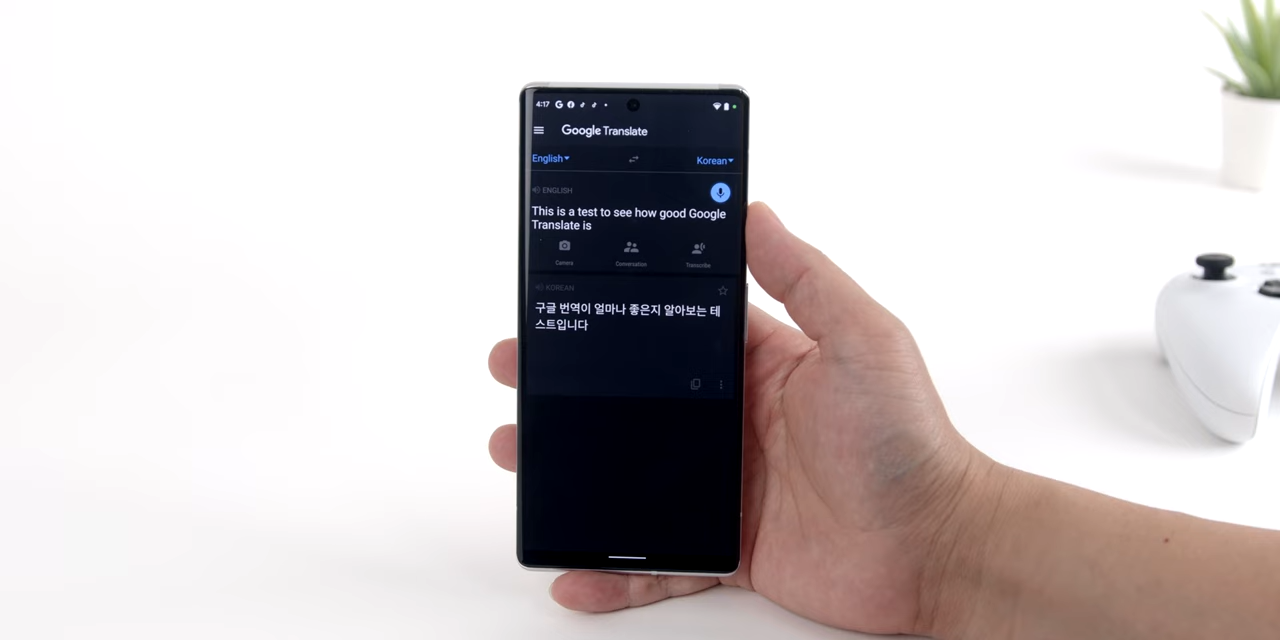 4:17
Google Translate
English
Korean
ENGLISH
This is a test to see how good Google
Translate is
Camera
Conversation
Transcribe
KOREAN
구글 번역이 얼마나 좋은지 알아보는 테
스트입니다